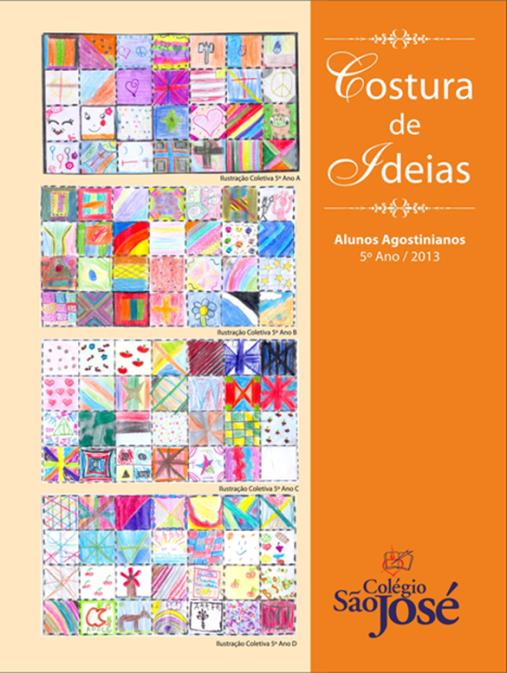 Costura
de
Ideias
Alunos Agostinianos
5º Ano / 2013
Ilustração Coletiva 5º Ano A
Ilustração Coletiva 5º Ano B
Ilustração Coletiva 5º Ano C
Ilustração Coletiva 5º Ano D
Colégio
São José